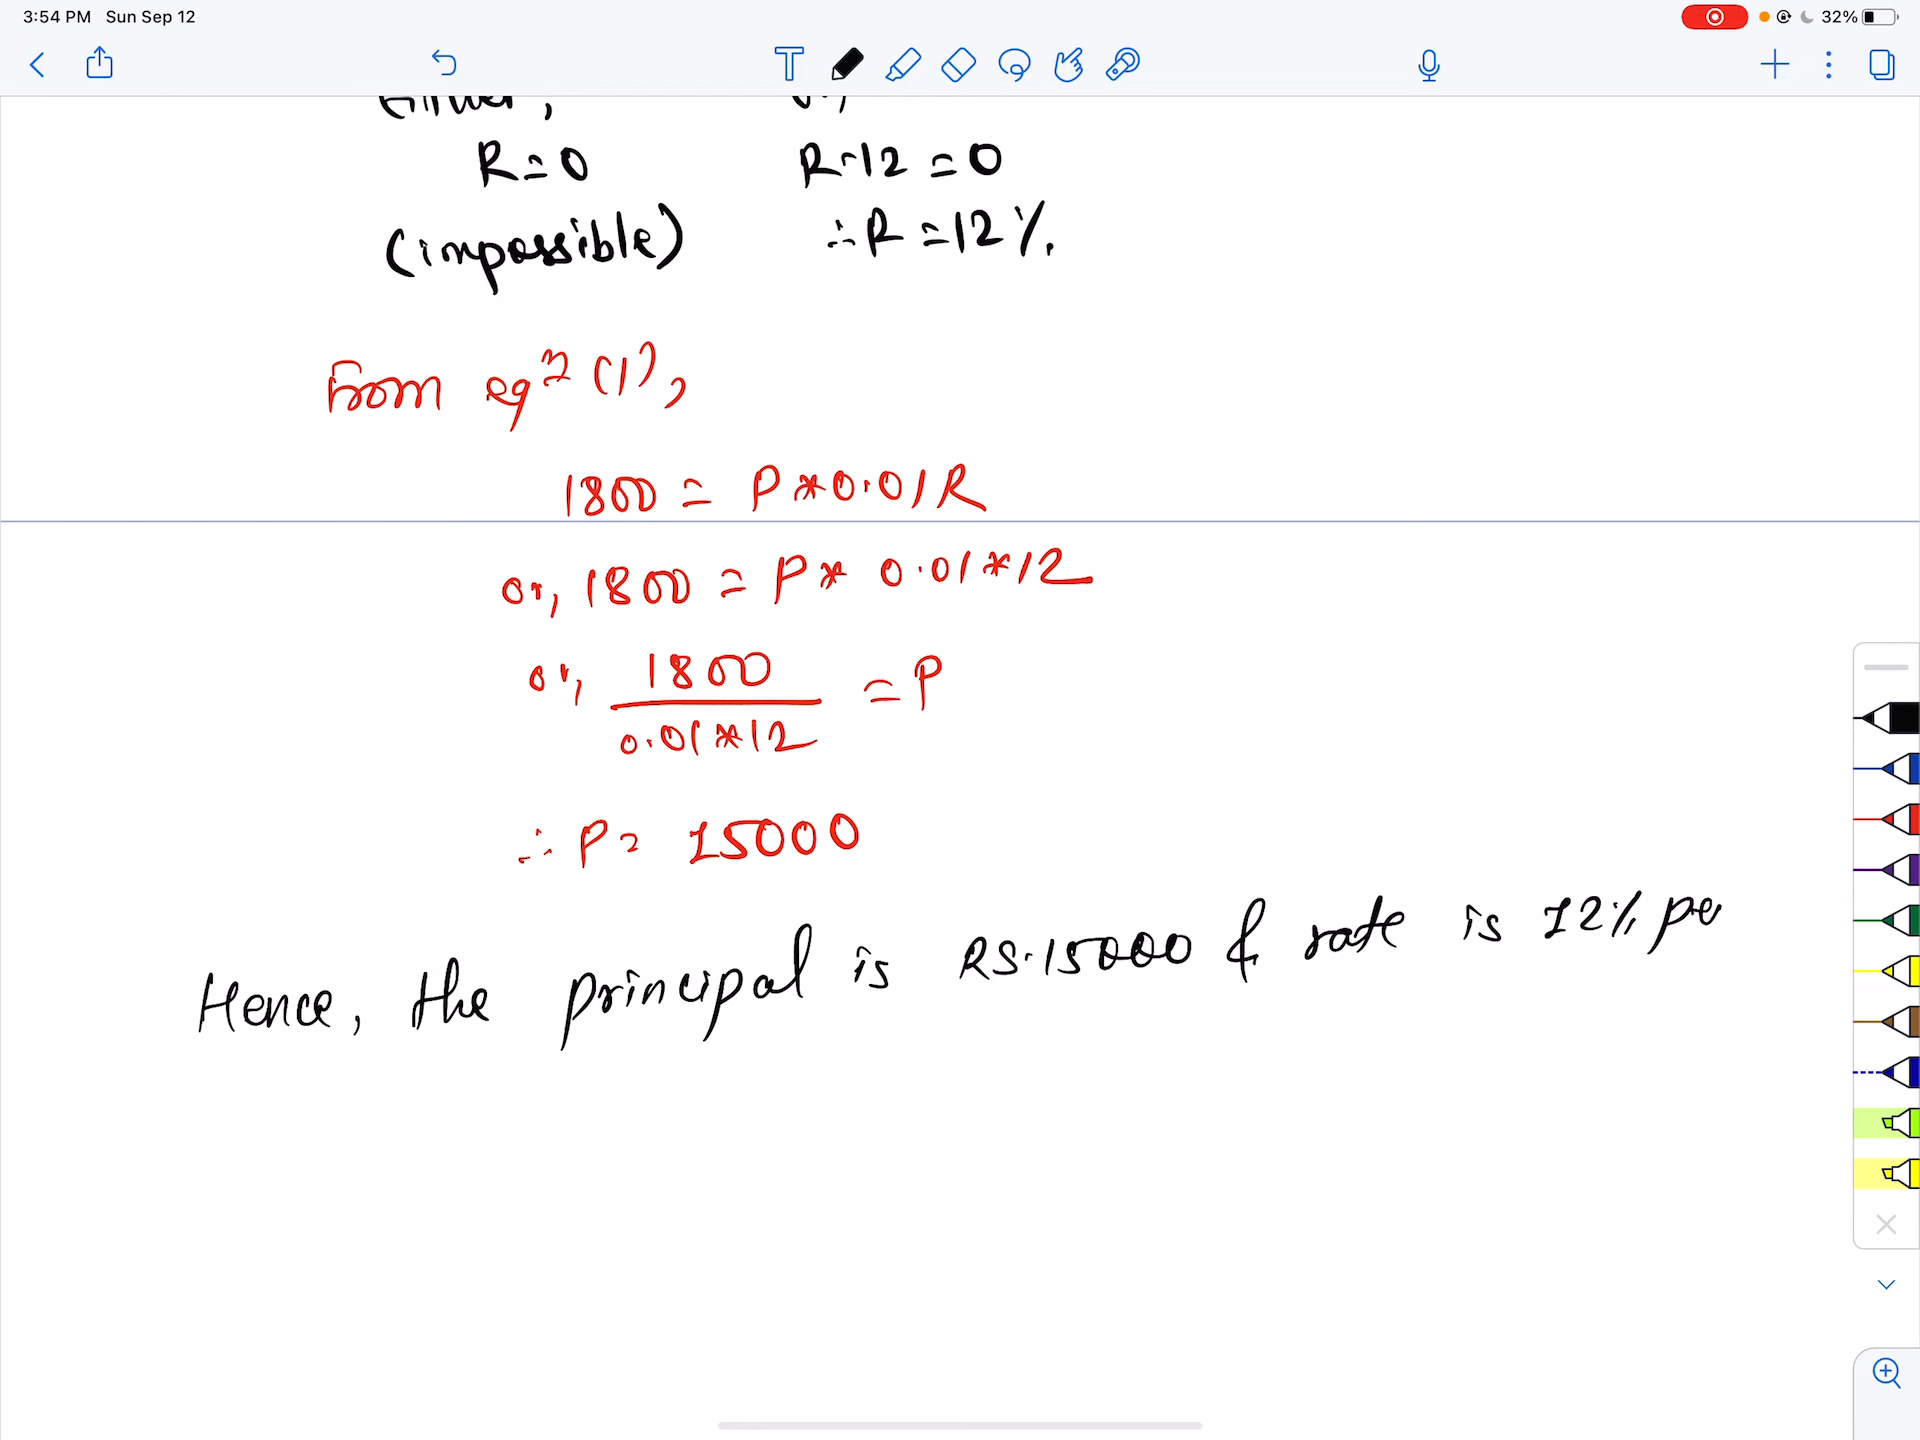 3:54 PM Sun Sep 12
32%
R=0 R-12=0
(impossible) ∴R=12%.
From eqⁿ(1),
1800 = P*0.01R
or, 1800 = P* 0.01*12
or, 1800/0.01*12 = P
∴ P= 15000
Hence, the principal is RS.15000 & rate is 12% pe